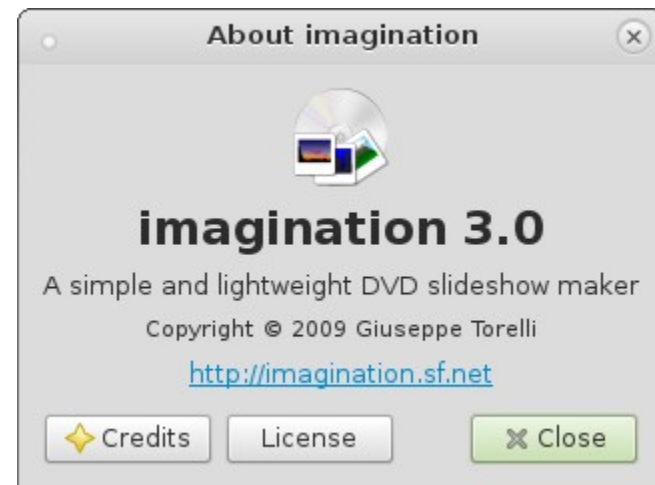 About imagination
imagination 3.0
A simple and lightweight DVD slideshow maker
Copyright © 2009 Giuseppe Torelli
http://imagination.sf.net
Credits License Close